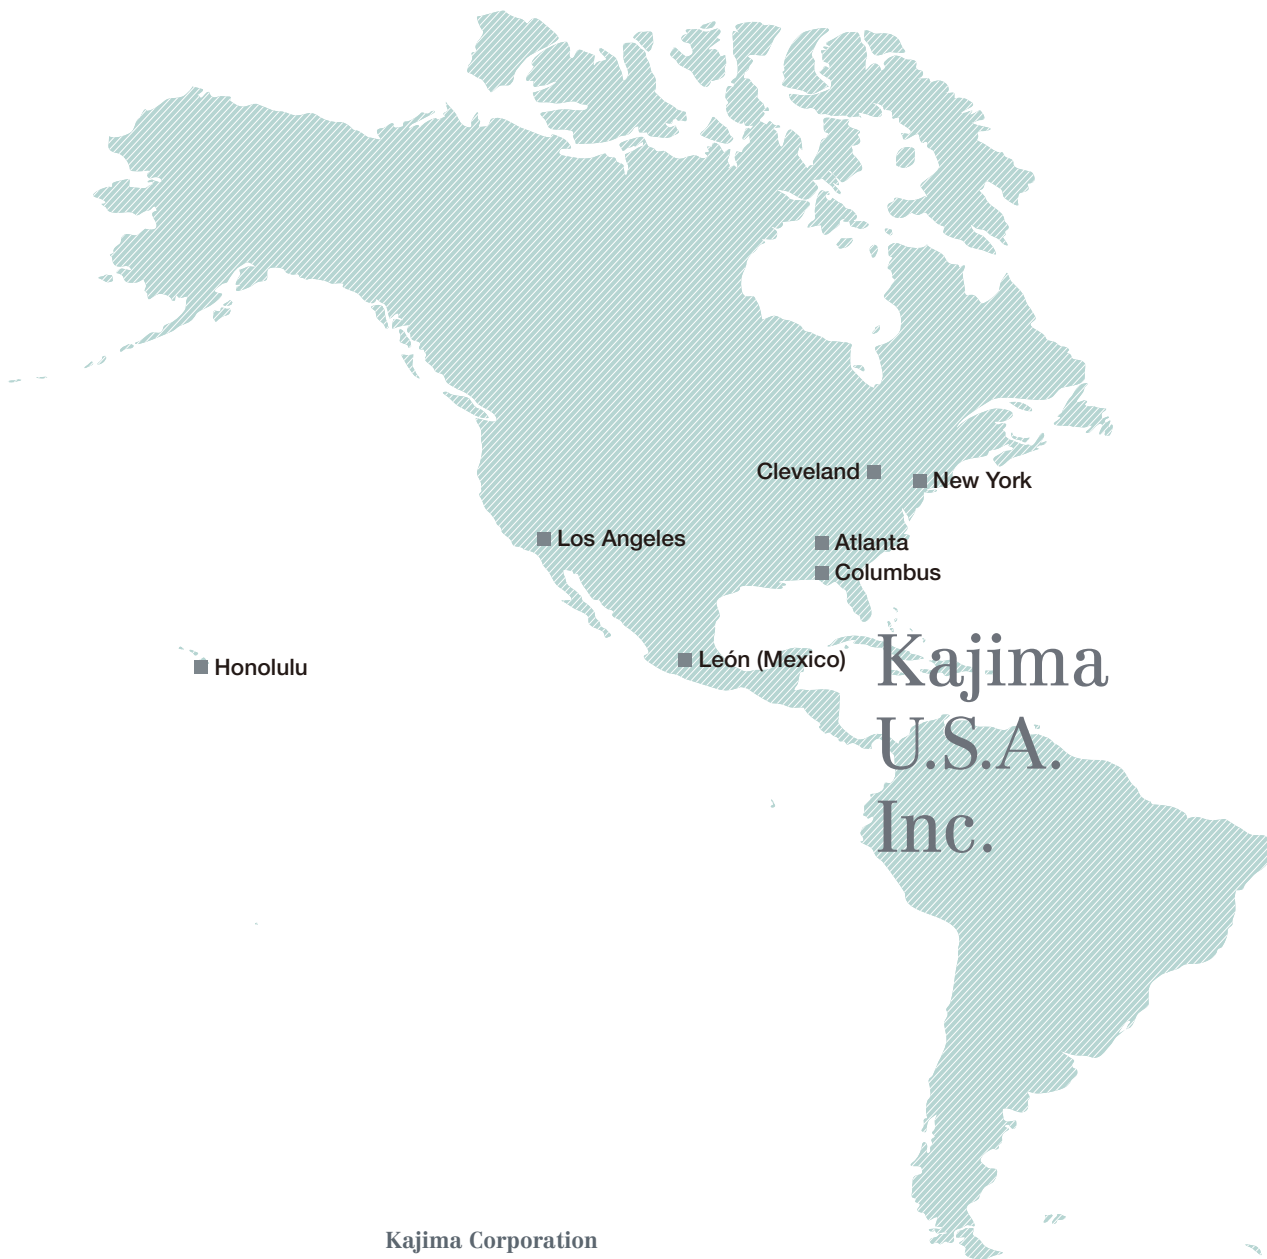 Cleveland
New York
Los Angeles
Atlanta
Columbus
Honolulu
León (Mexico)
Kajima
U.S.A.
Inc.
Kajima Corporation